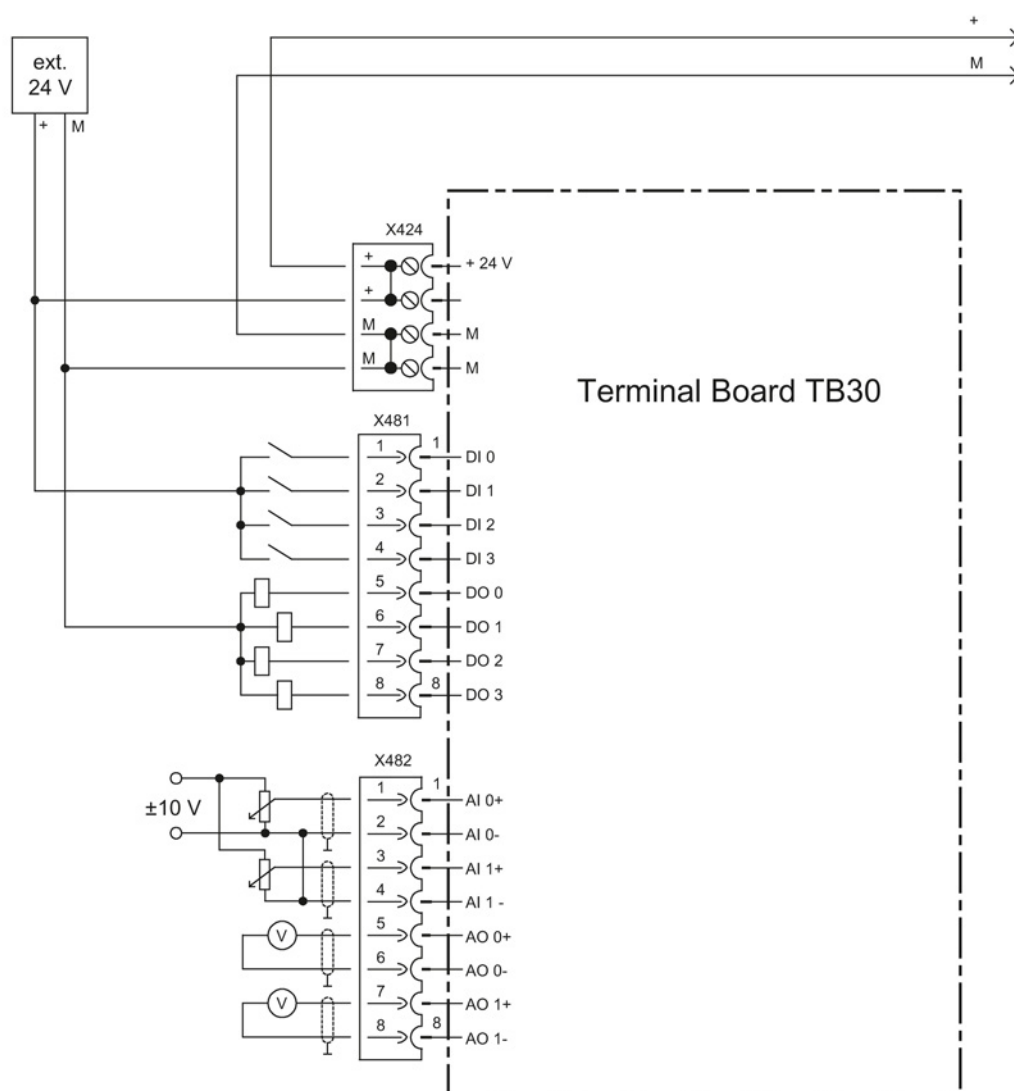 +
M
ext.
24 V
+ M
X424
+ + 24 V
+
M M
M M
Terminal Board TB30
X481
1 1 DI 0
2 DI 1
3 DI 2
4 DI 3
5 DO 0
6 DO 1
7 DO 2
8 8 DO 3
X482
±10 V
1 1 AI 0+
2 AI 0-
3 AI 1+
4 AI 1 -
V 5 AO 0+
6 AO 0-
V 7 AO 1+
8 8 AO 1-